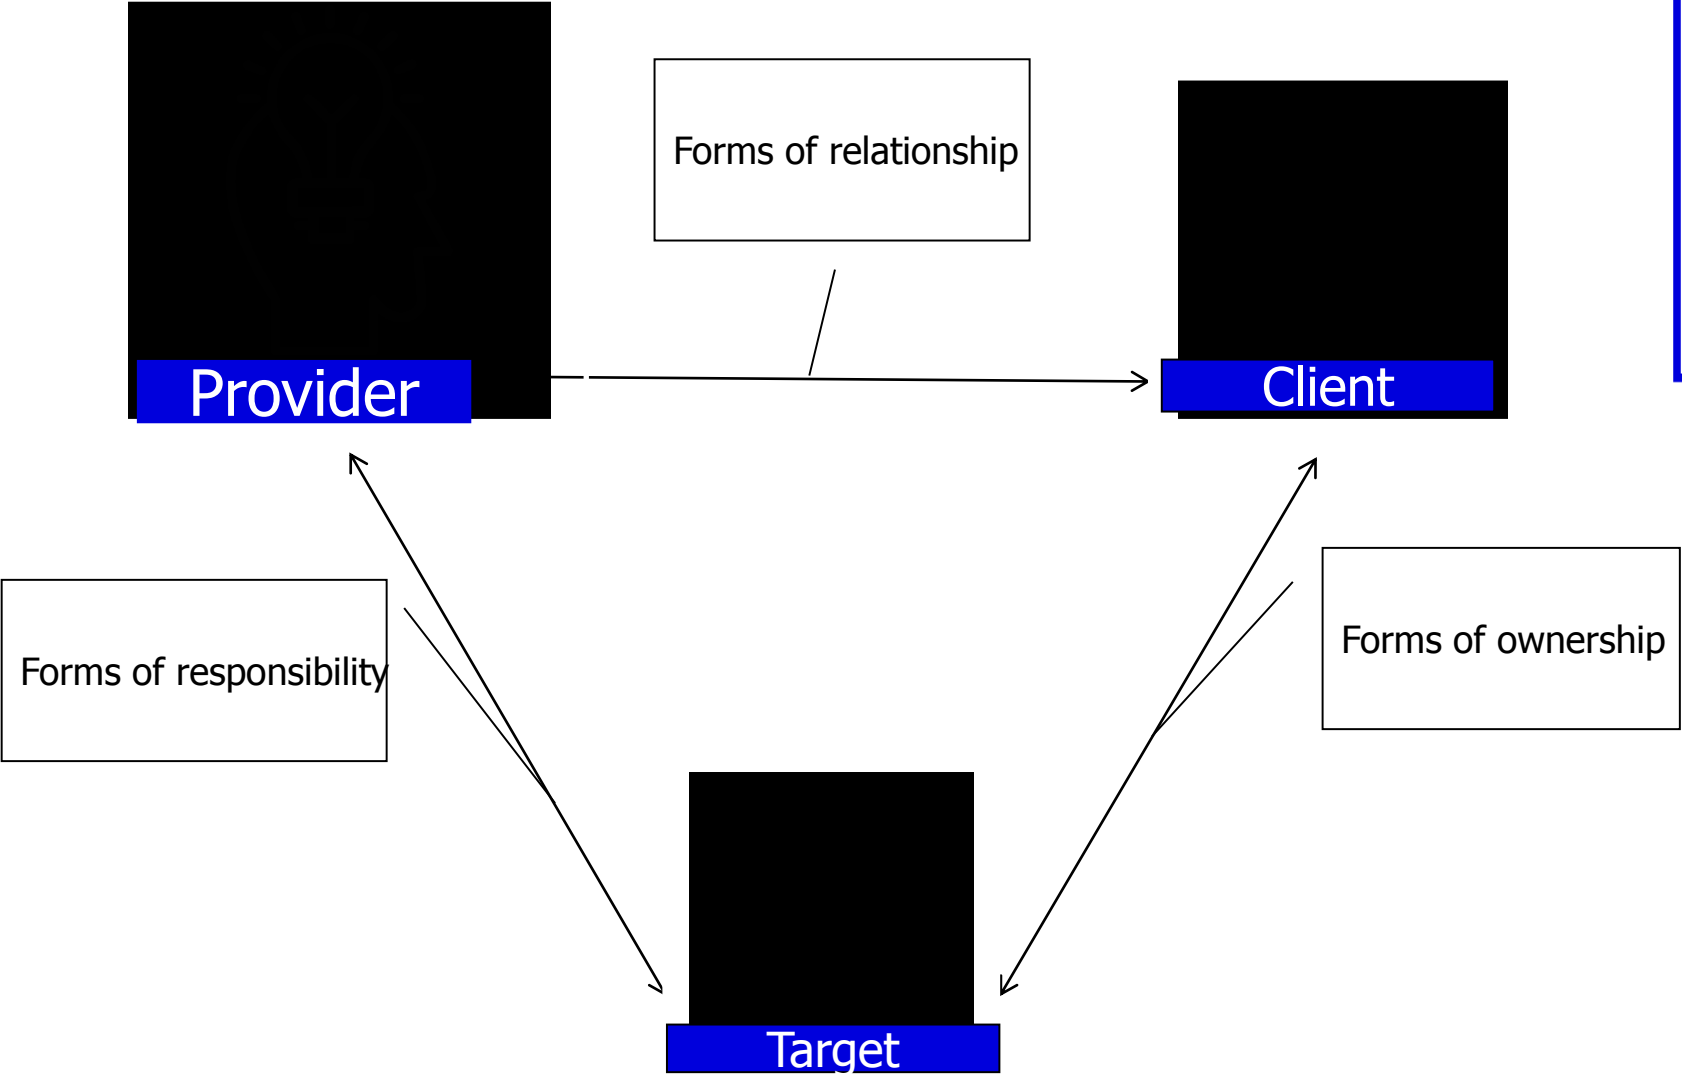 Forms of relationship
Provider
Client
Forms of responsibility
Forms of ownership
Target